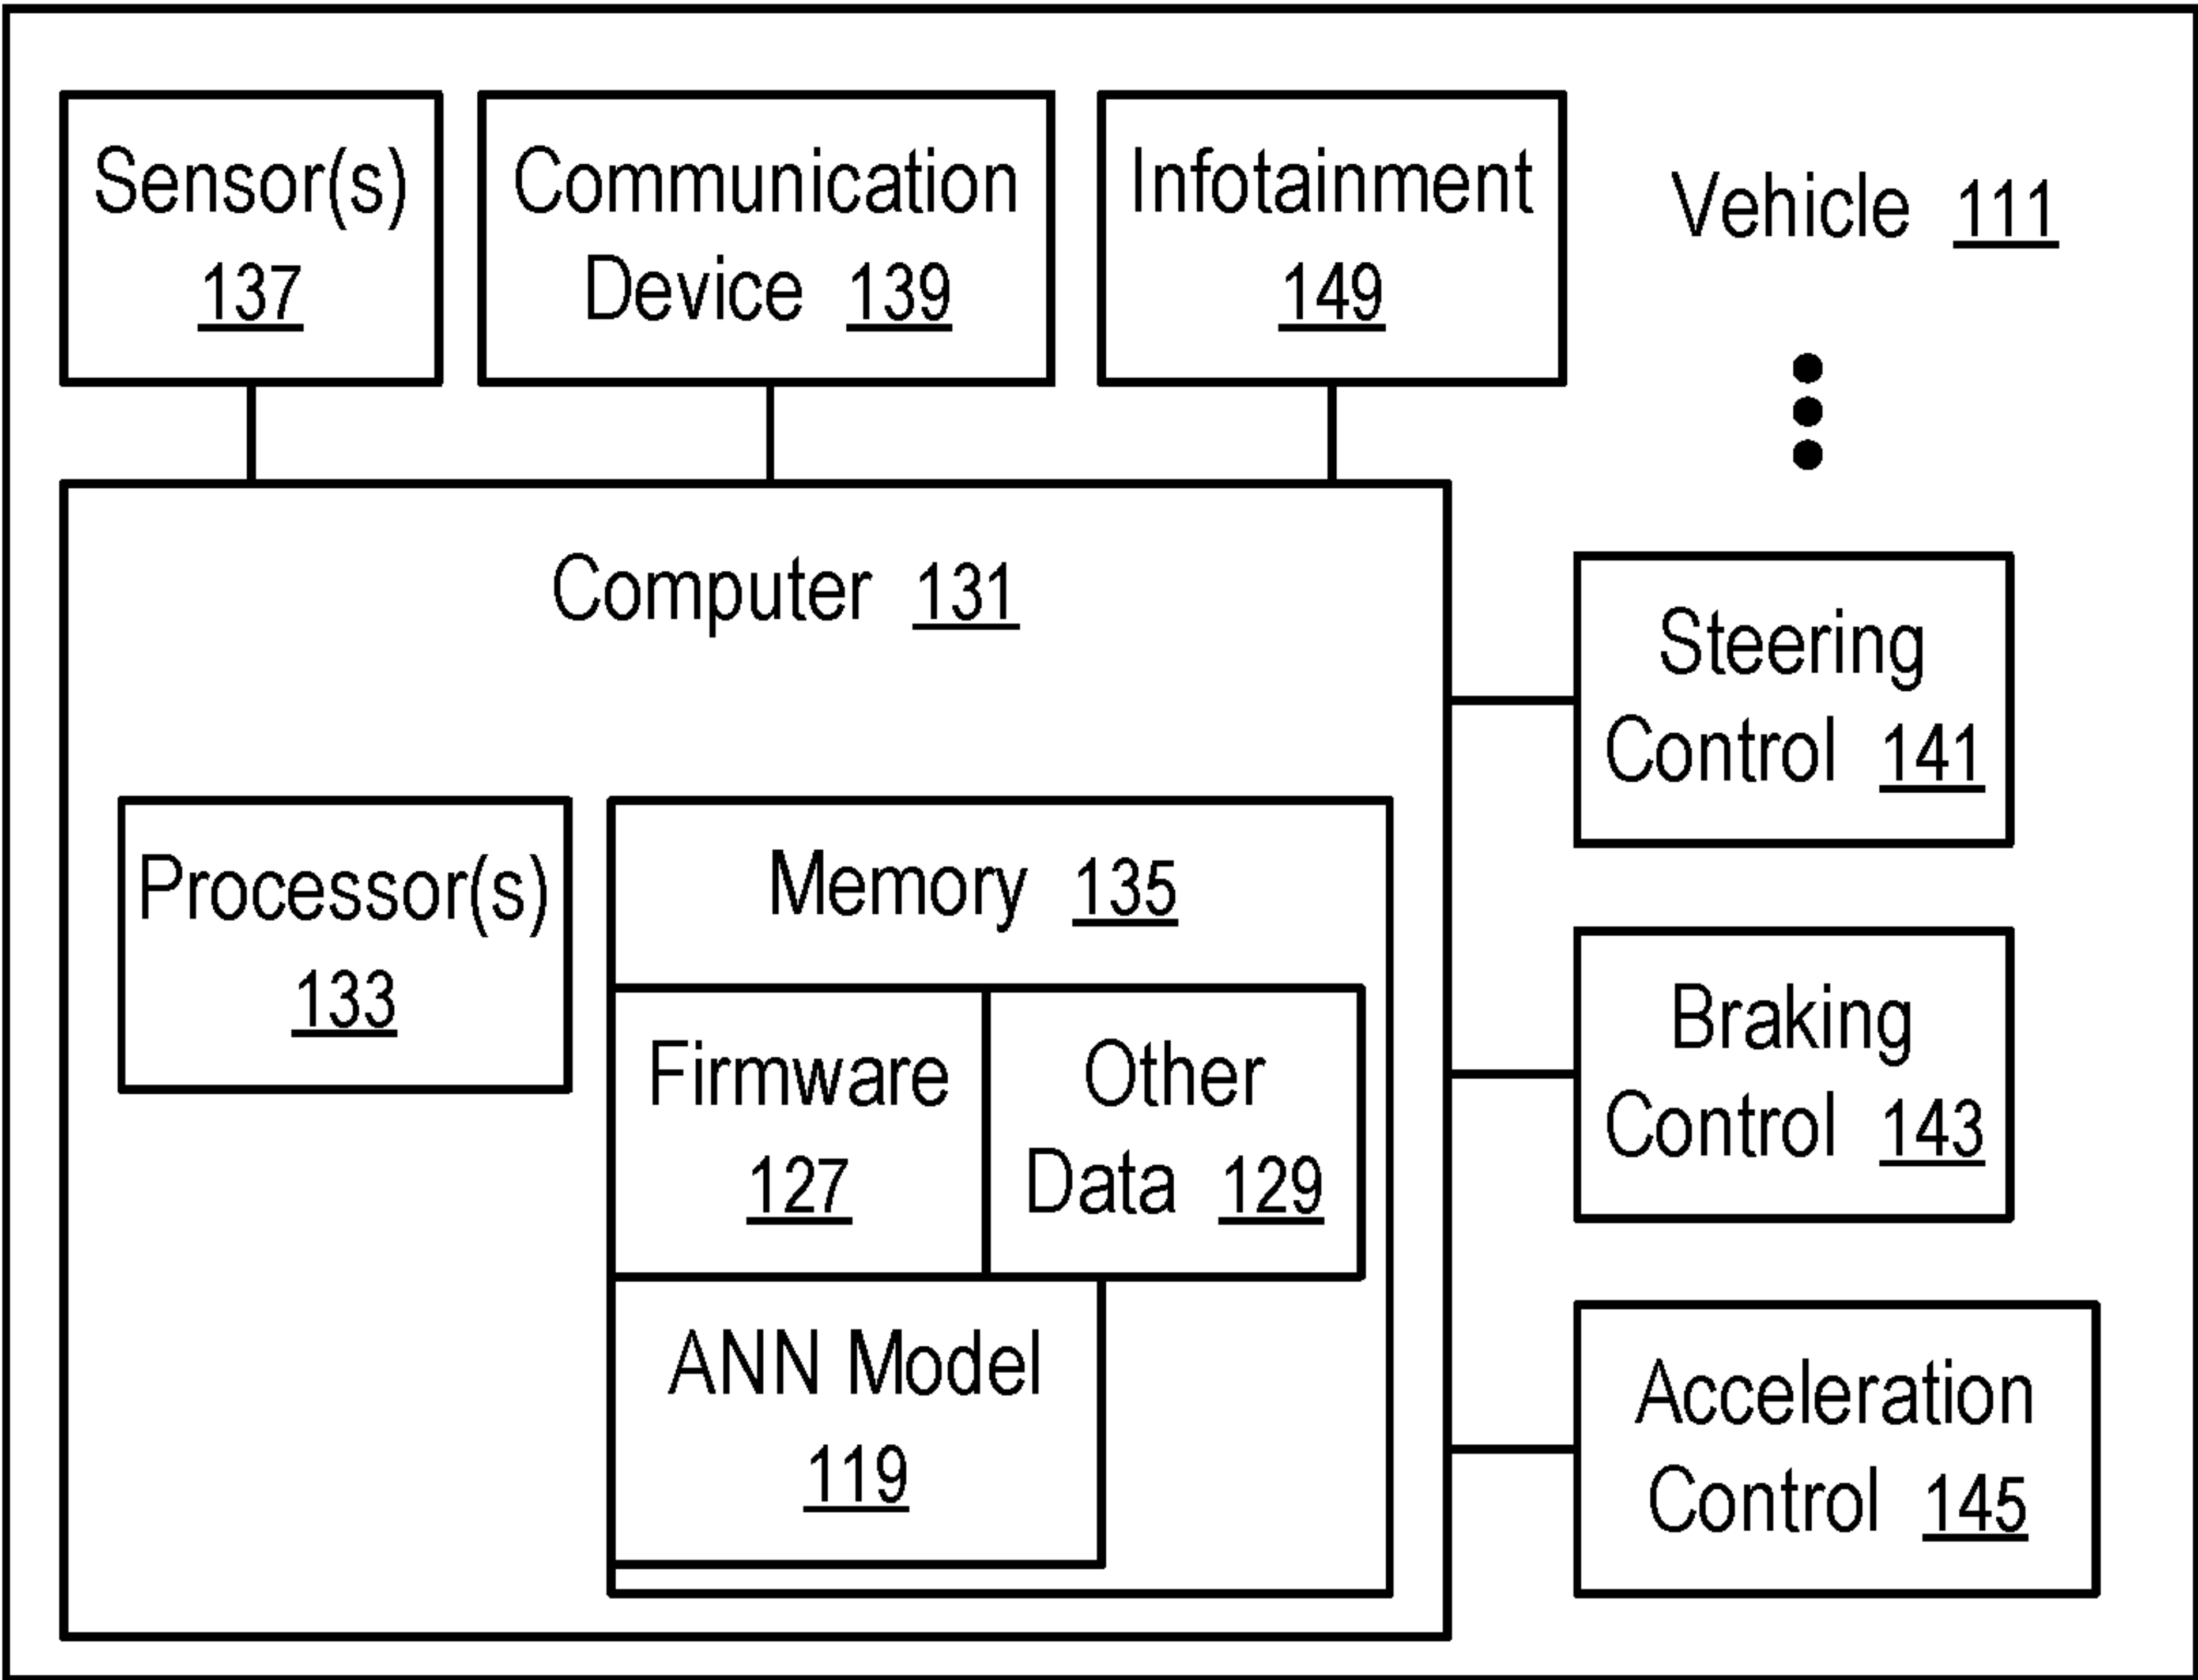 Sensor(s)
137
Communication
Device 139
Infotainment
149
Vehicle 111
Computer 131
Steering
Control 141
Processor(s)
133
Memory 135
Firmware
127
Other
Data 129
ANN Model
119
Braking
Control 143
Acceleration
Control 145